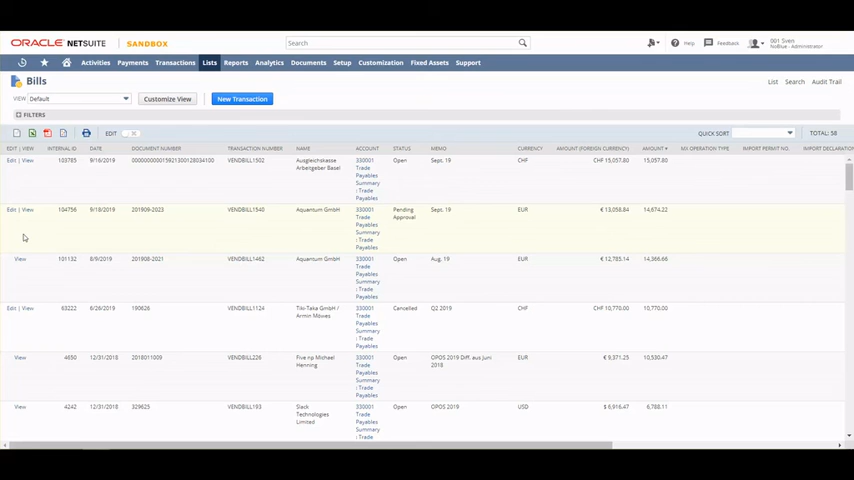 ORACLE NETSUITE SANDBOX Search Help Feedback 001 Sven
NoBlue - Administrator
Activities Payments Transactions Lists Reports Analytics Documents Setup Customization Fixed Assets Support
Bills List Search Audit Trail
VIEW Default Customize View New Transaction
FILTERS
EDIT QUICK SORT TOTAL: 58
EDIT | VIEW INTERNAL ID DATE DOCUMENT NUMBER TRANSACTION NUMBER NAME ACCOUNT STATUS MEMO CURRENCY AMOUNT (FOREIGN CURRENCY) AMOUNT MX OPERATION TYPE IMPORT PERMIT NO. IMPORT DECLARATIO
Edit | View 103785 9/16/2019 VENDBILL1502 Ausgleichskasse 330001 Open Sept. 19 CHF CHF 15,057.80 15,057.80
Arbeitgeber Basel Trade
Payables
Summary
: Trade
Payables
Edit | View 104756 9/18/2019 201909-2023 VENDBILL1540 Aquantum GmbH 330001 Pending Sept. 19 EUR € 13,058.84 14,674.22
Trade Approval
Payables
Summary
: Trade
Payables
View 101132 8/9/2019 201908-2021 VENDBILL1462 Aquantum GmbH 330001 Open Aug. 19 EUR € 12,785.14 14,366.66
Trade
Payables
Summary
: Trade
Payables
Edit | View 63222 6/26/2019 190626 VENDBILL1124 Tiki-Taka GmbH / 330001 Cancelled Q2 2019 CHF CHF 10,770.00 10,770.00
Armin Möwes Trade
Payables
Summary
: Trade
Payables
View 4650 12/31/2018 2018011009 VENDBILL226 Five np Michael 330001 Open OPOS 2019 Diff. aus Juni EUR € 9,371.25 10,530.47
Henning Trade 2018
Payables
Summary
: Trade
Payables
View 4242 12/31/2018 329625 VENDBILL193 Slack 330001 Open OPOS 2019 USD $ 6,916.47 6,788.11
Technologies Trade
Limited Payables
Summary
: Trade